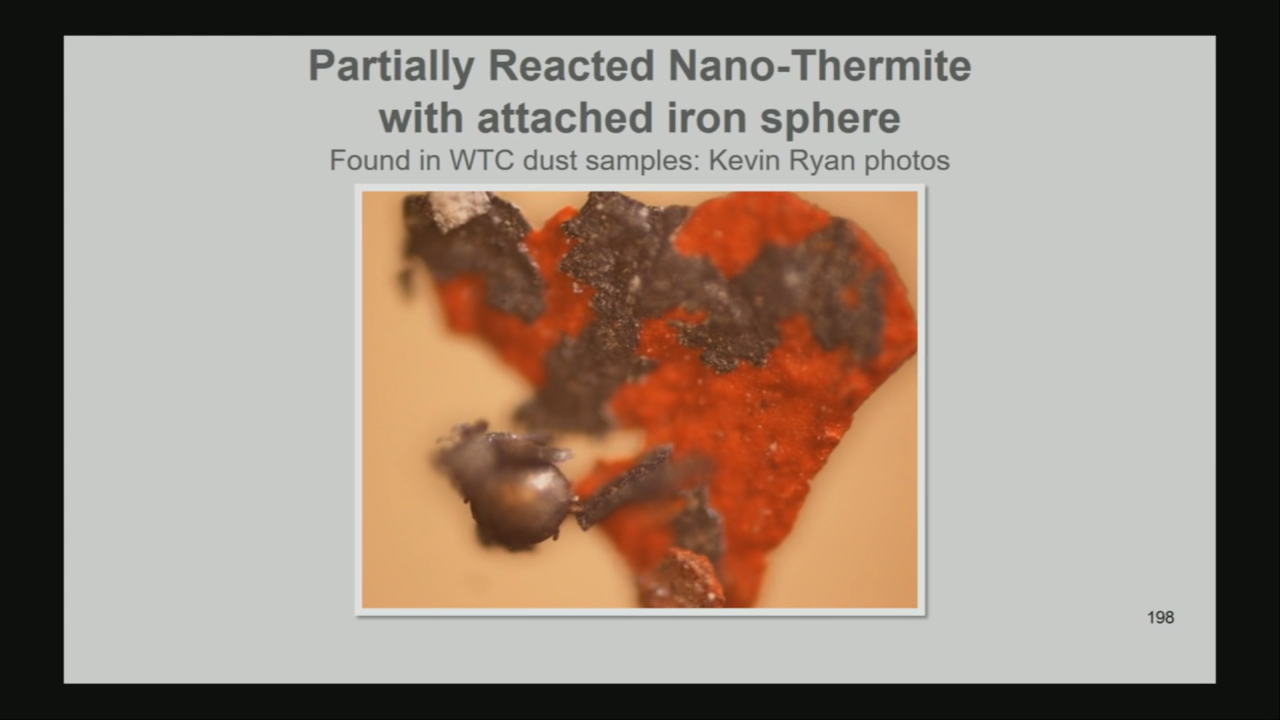 Partially Reacted Nano-Thermite
with attached iron sphere
Found in WTC dust samples: Kevin Ryan photos
198